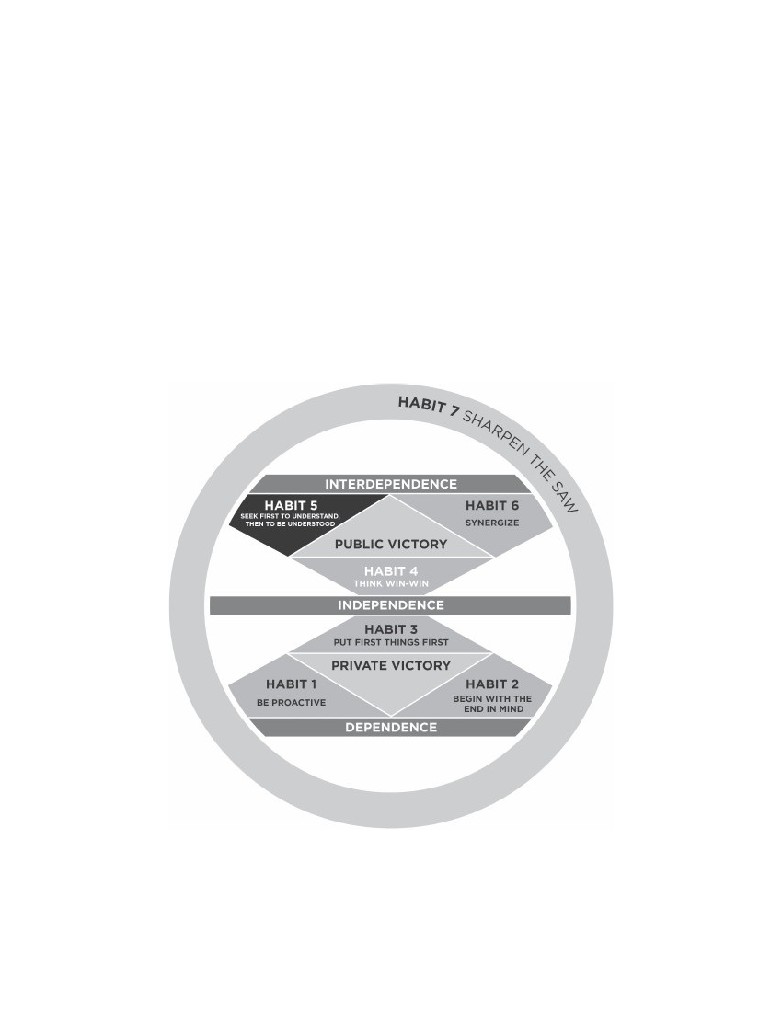 HABIT 7 SHARPEN THE SAW
INTERDEPENDENCE
HABIT 5
SEEK FIRST TO UNDERSTAND
THEN TO BE UNDERSTOOD
HABIT 6
SYNERGIZE
PUBLIC VICTORY
HABIT 4
THINK WIN-WIN
INDEPENDENCE
HABIT 3
PUT FIRST THINGS FIRST
PRIVATE VICTORY
HABIT 1
BE PROACTIVE
HABIT 2
BEGIN WITH THE
END IN MIND
DEPENDENCE